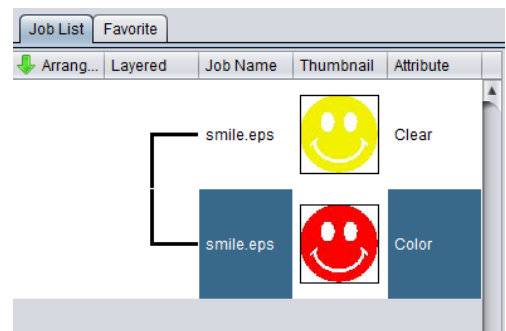 Job List Favorite
Arrang... Layered Job Name Thumbnail Attribute
smile.eps Clear
smile.eps Color